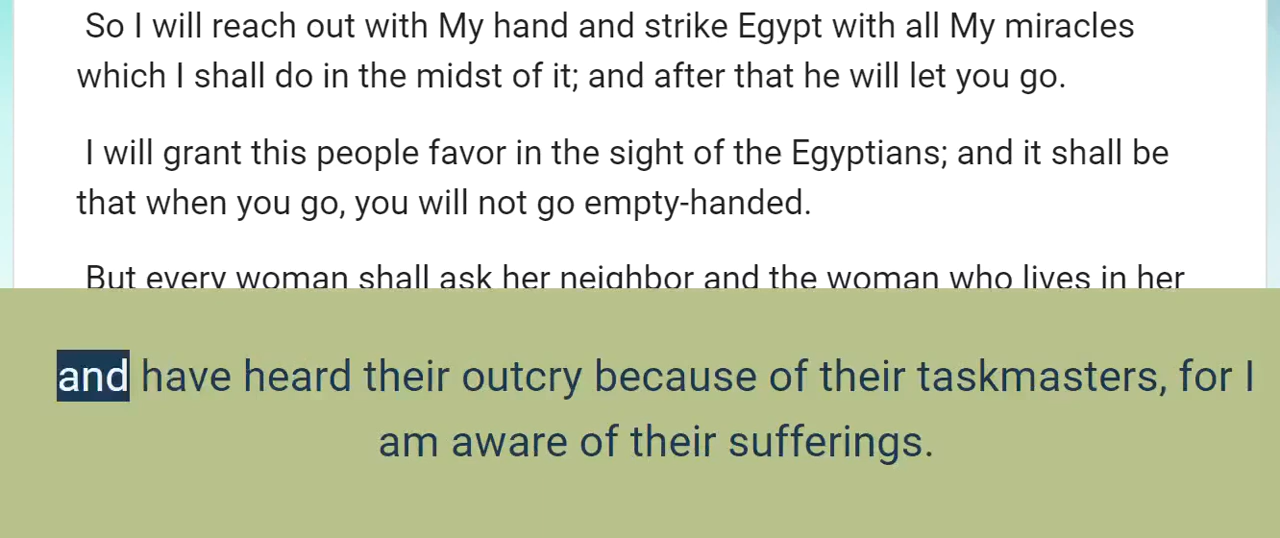 So I will reach out with My hand and strike Egypt with all My miracles
which I shall do in the midst of it; and after that he will let you go.
I will grant this people favor in the sight of the Egyptians; and it shall be
that when you go, you will not go empty-handed.
But every woman shall ask her neighbor and the woman who lives in her
and have heard their outcry because of their taskmasters, for I
am aware of their sufferings.